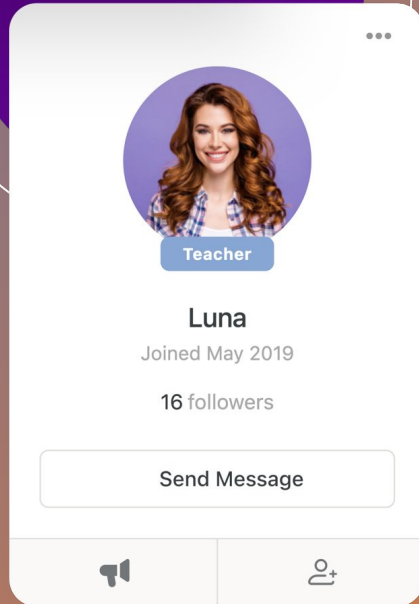 Teacher
Luna
Joined May 2019
16 followers
Send Message